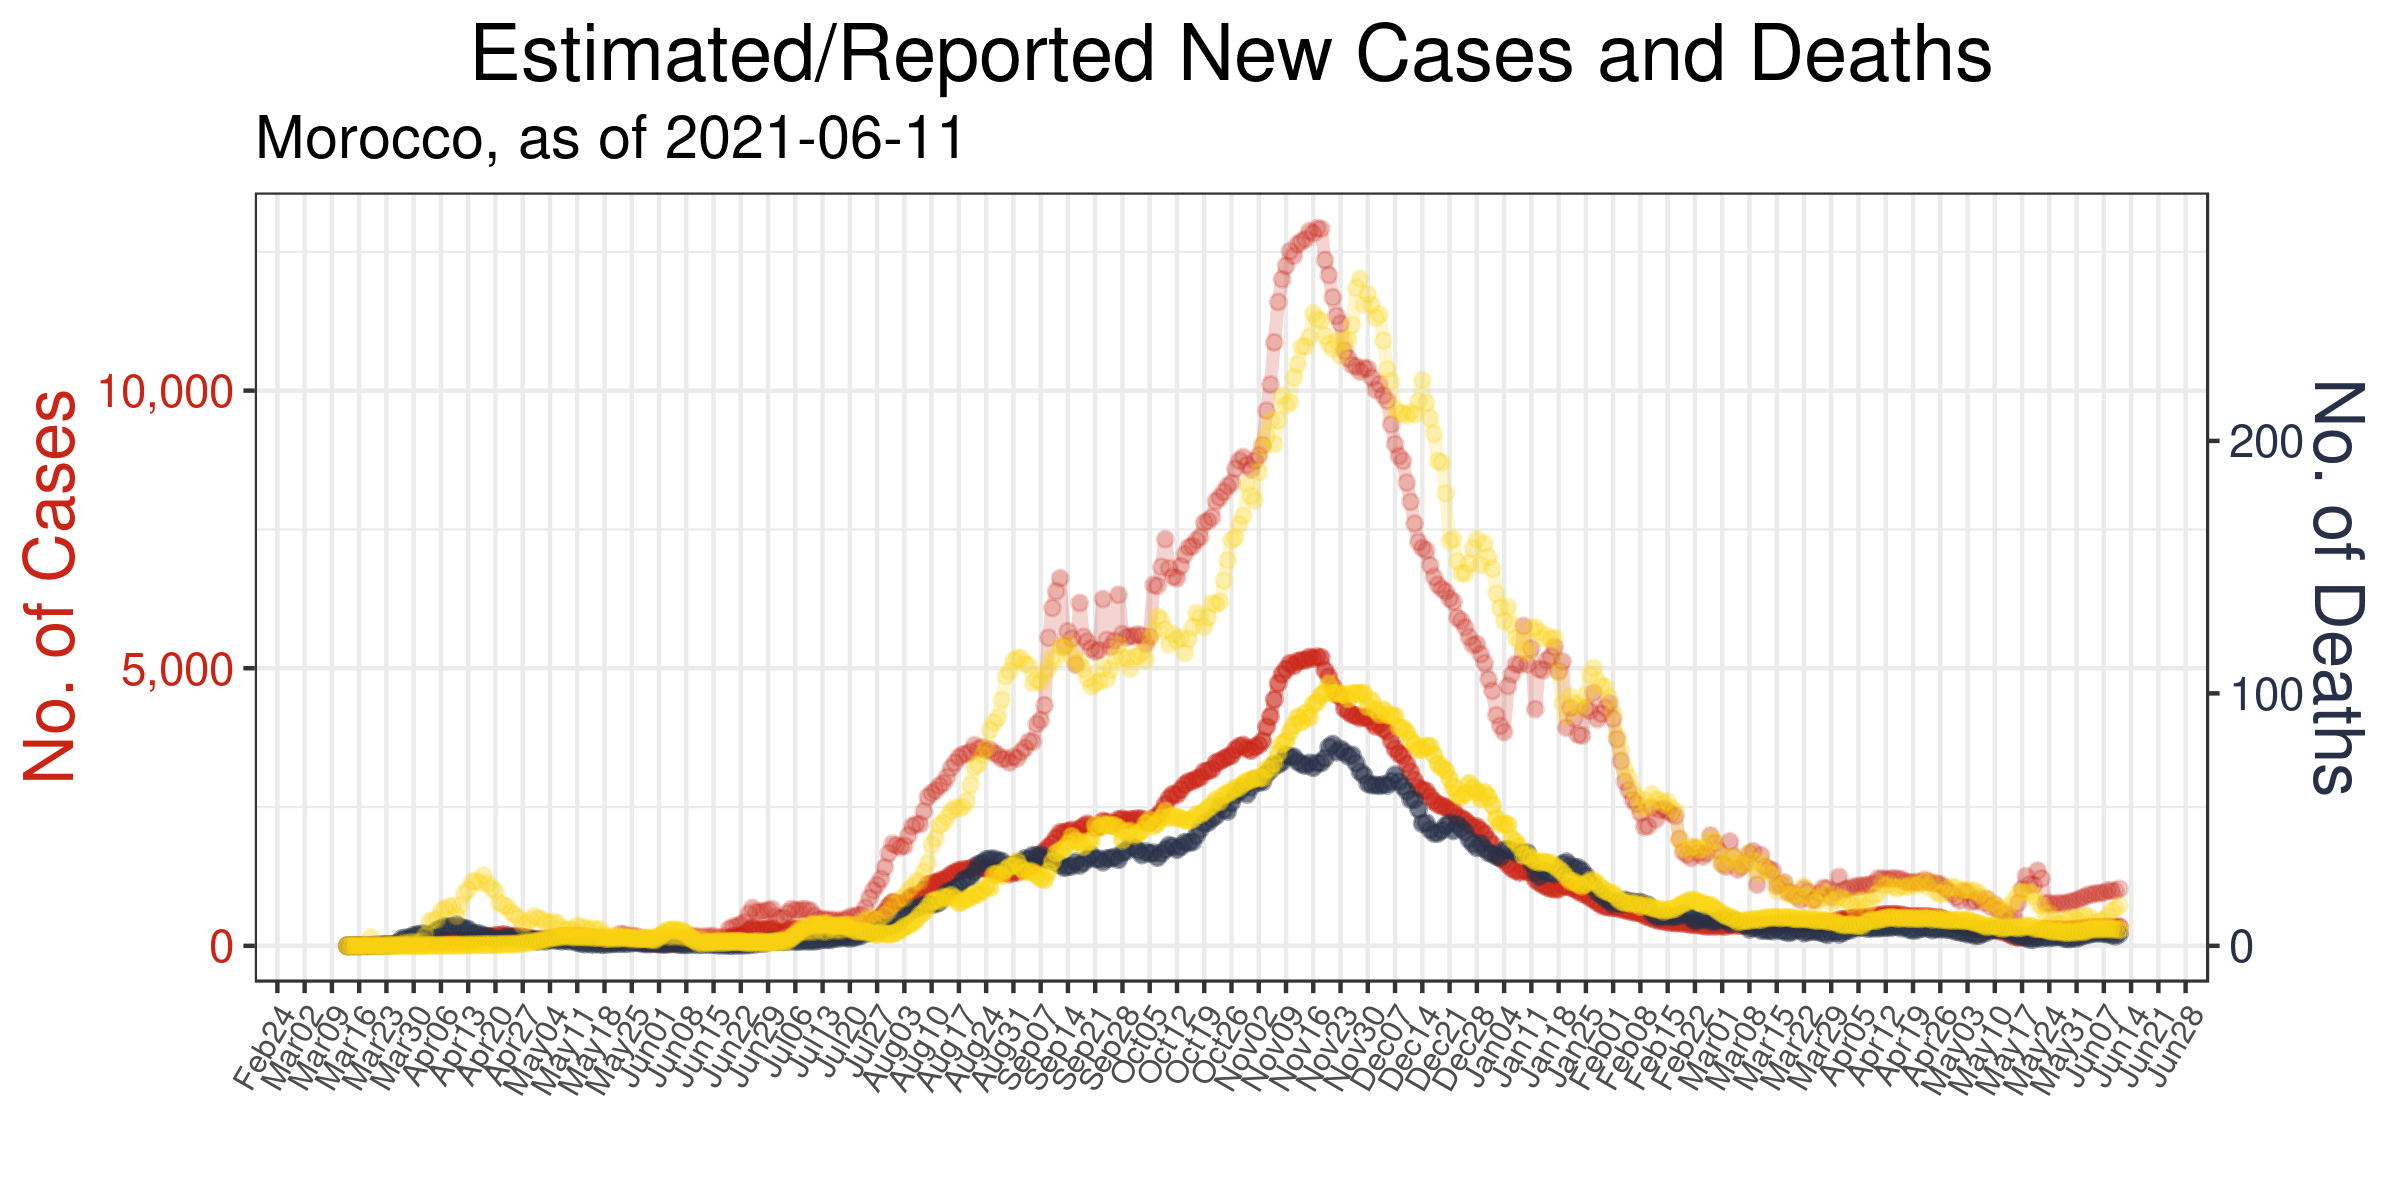 Estimated/Reported New Cases and Deaths
Morocco, as of 2021-06-11
No. of Cases
10,000
5,000
0
No. of Deaths
200
100
0
Feb24
Mar02
Mar09
Mar16
Mar23
Mar30
Apr06
Apr13
Apr20
Apr27
May04
May11
May18
May25
Jun01
Jun08
Jun15
Jun22
Jun29
Jul06
Jul13
Jul20
Jul27
Aug03
Aug10
Aug17
Aug24
Aug31
Sep07
Sep14
Sep21
Sep28
Oct05
Oct12
Oct19
Oct26
Nov02
Nov09
Nov16
Nov23
Nov30
Dec07
Dec14
Dec21
Dec28
Jan04
Jan11
Jan18
Jan25
Feb01
Feb08
Feb15
Feb22
Mar01
Mar08
Mar15
Mar22
Mar29
Apr05
Apr12
Apr19
Apr26
May03
May10
May17
May24
May31
Jun07
Jun14
Jun21
Jun28